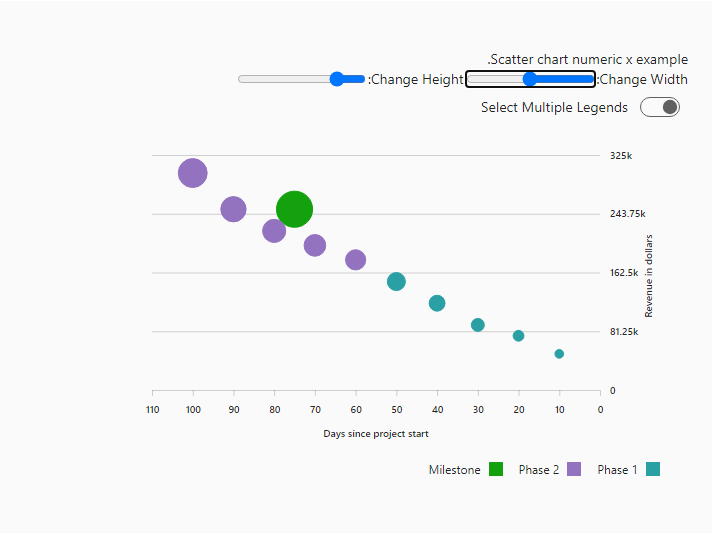 .Scatter chart numeric x example
:Change Width
:Change Height
Select Multiple Legends
325k
243.75k
162.5k
81.25k
0
Revenue in dollars
110 100 90 80 70 60 50 40 30 20 10 0
Days since project start
Milestone Phase 2 Phase 1